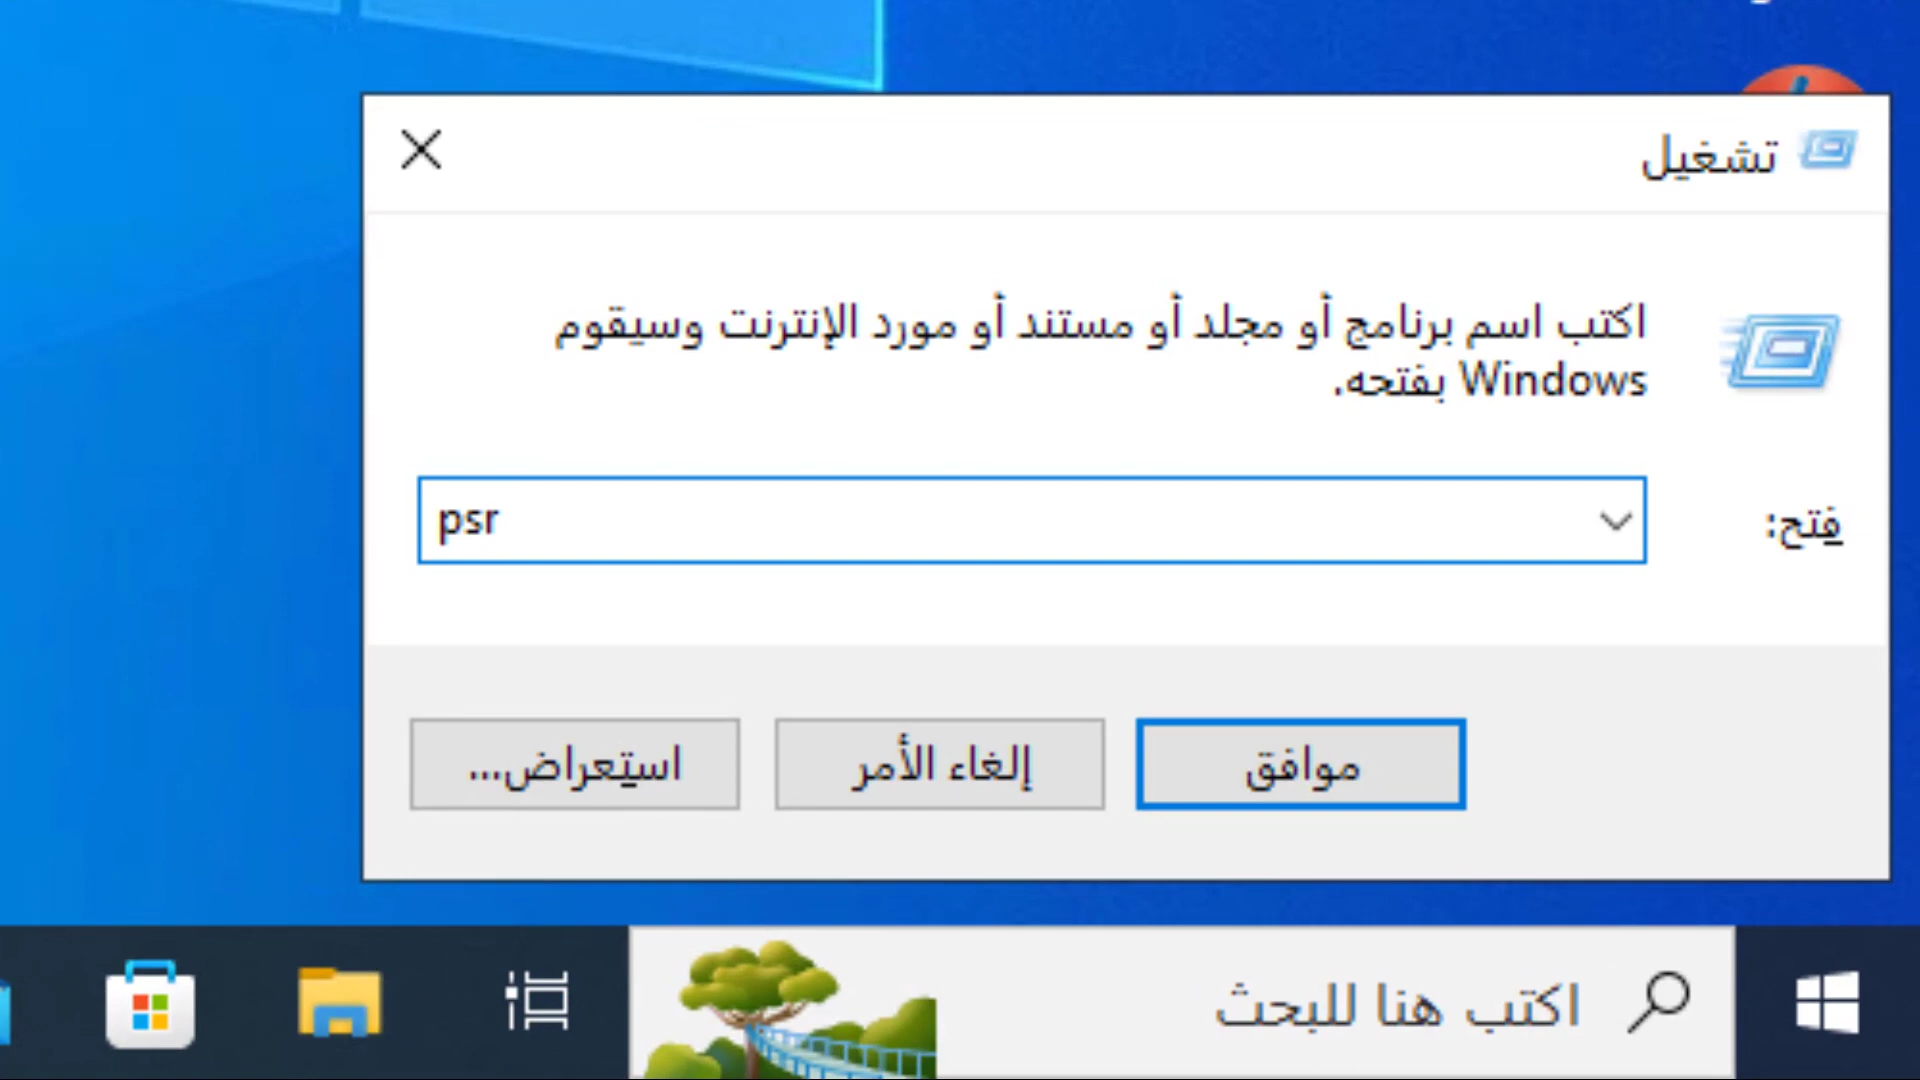 تشغيل
اكتب اسم برنامج أو مجلد أو مستند أو مورد الإنترنت وسيقوم
Windows بفتحه.
فتح:
psr
موافق
إلغاء الأمر
استعراض...
اكتب هنا للبحث